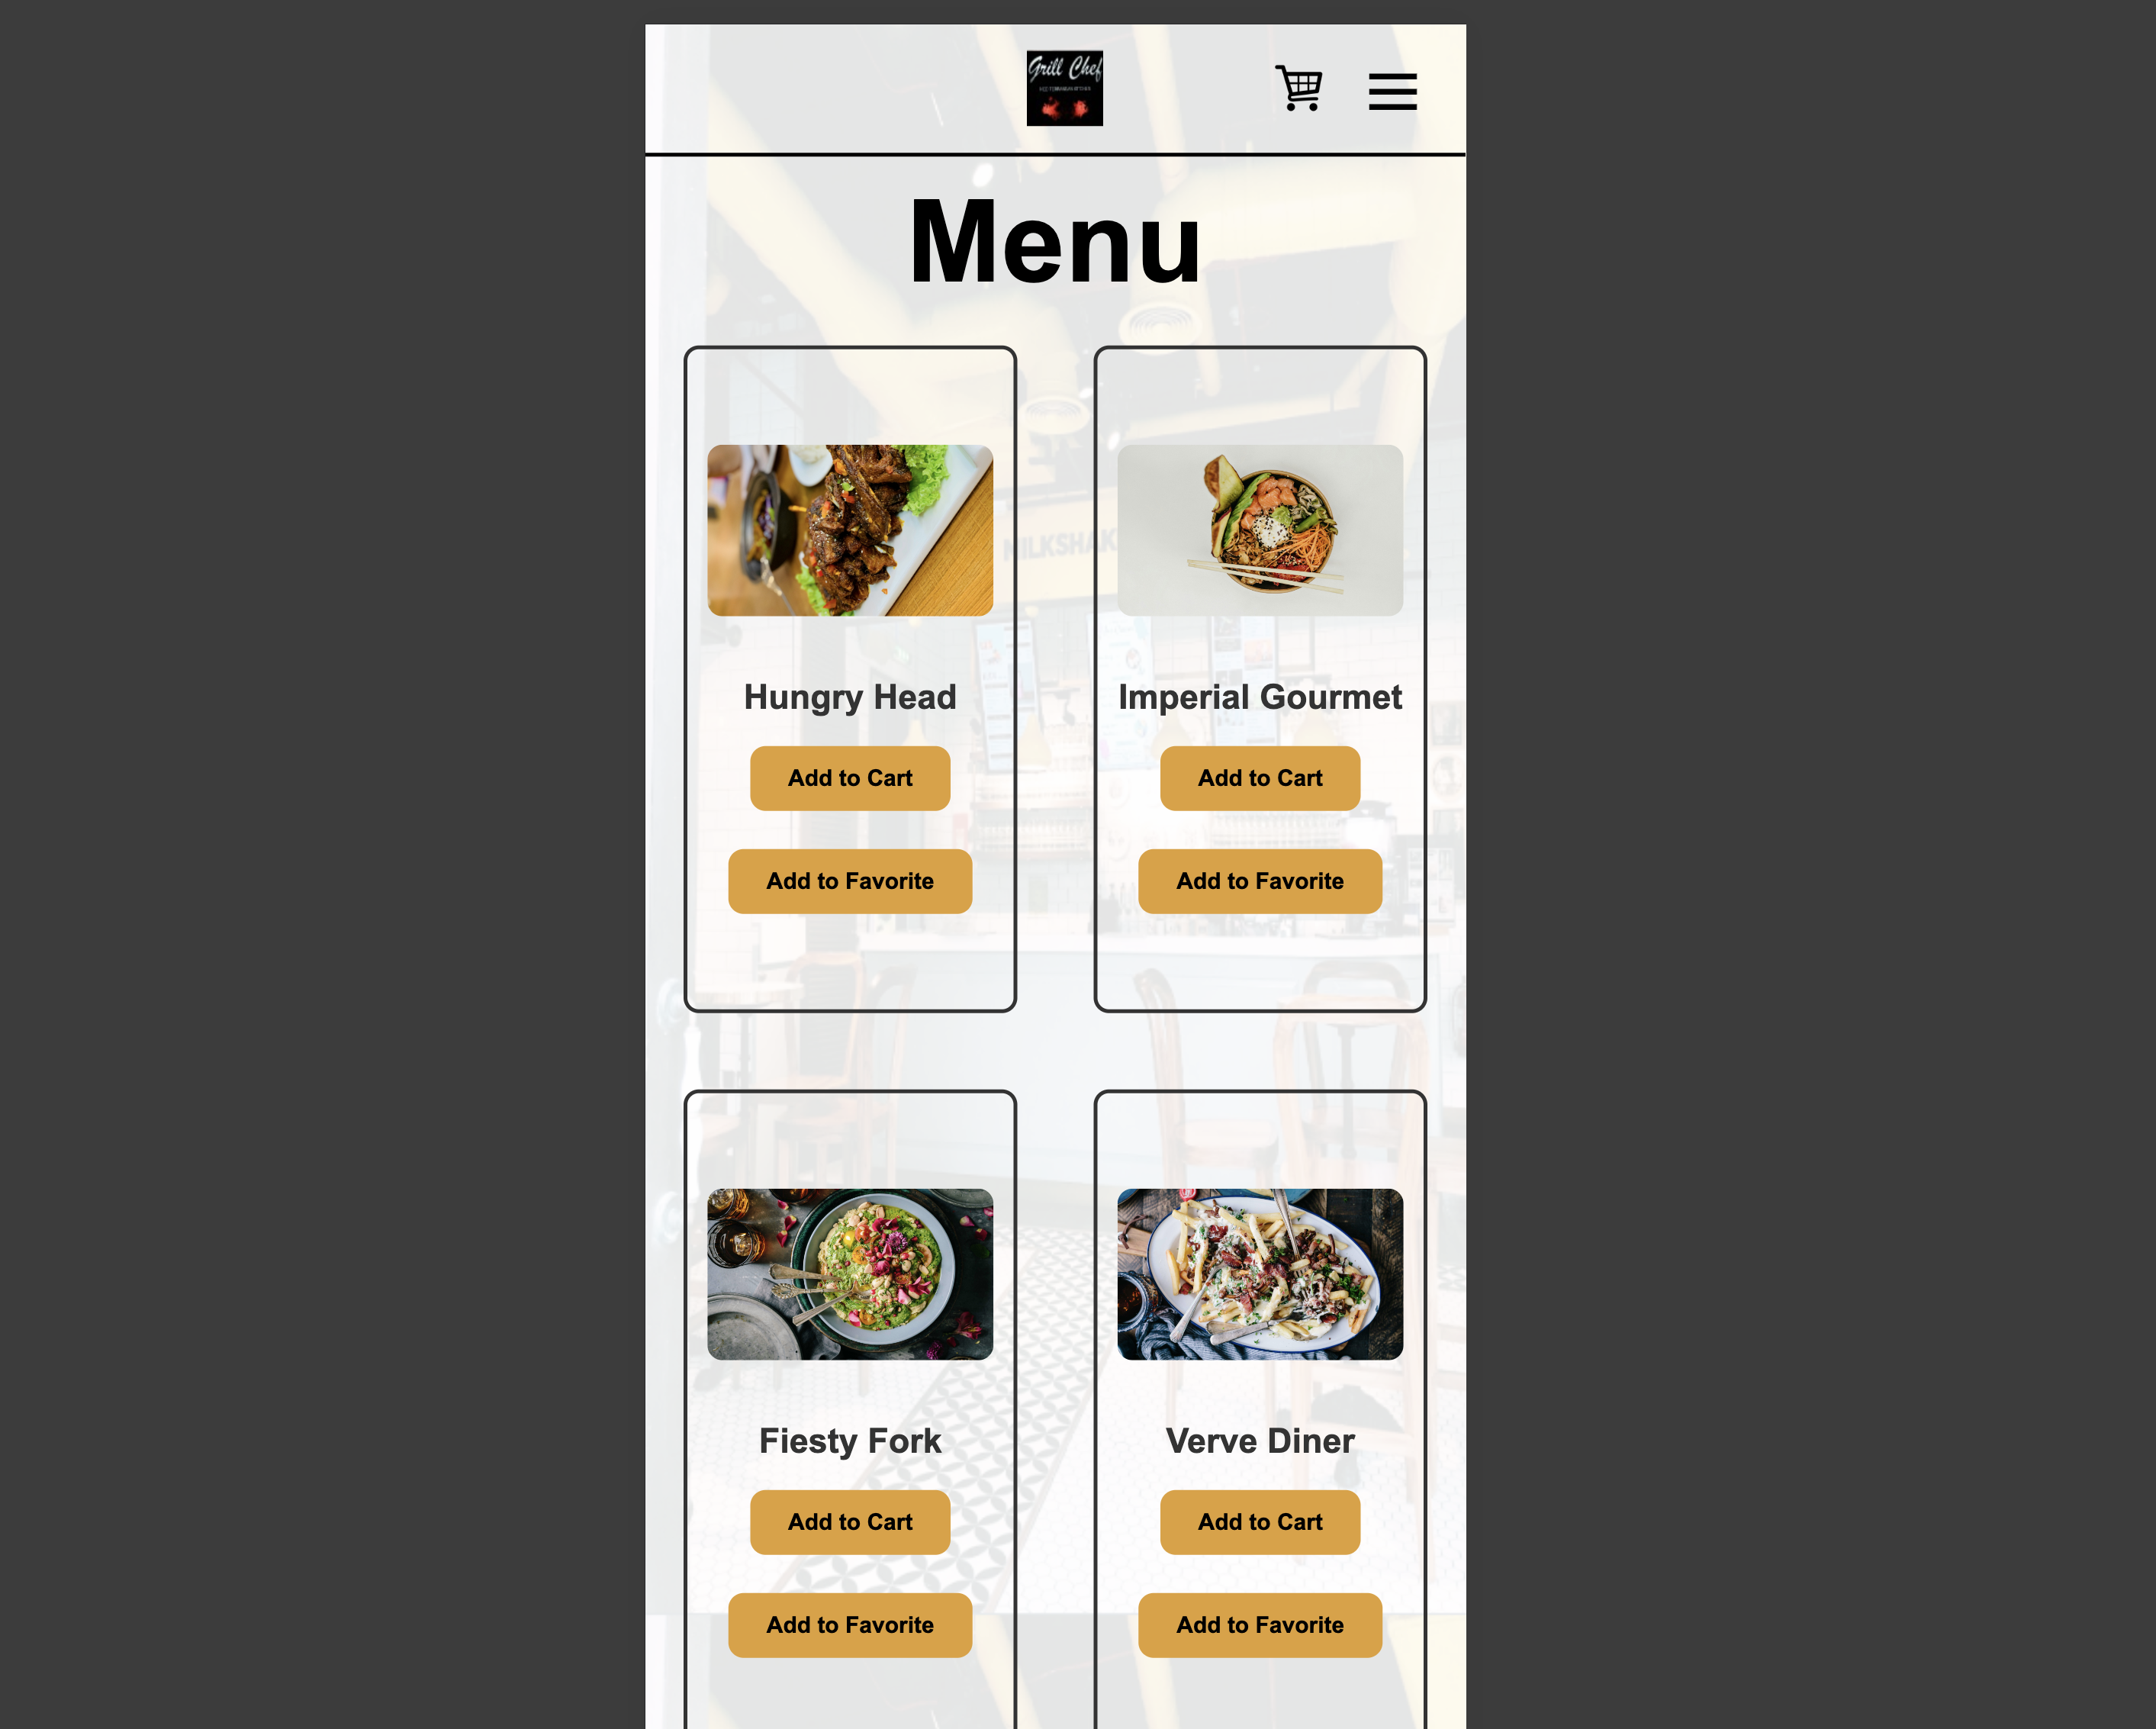 Grill Chef
Menu
MILKSHAK
Hungry Head
Imperial Gourmet
Add to Cart
Add to Cart
Add to Favorite
Add to Favorite
Fiesty Fork
Verve Diner
Add to Cart
Add to Cart
Add to Favorite
Add to Favorite